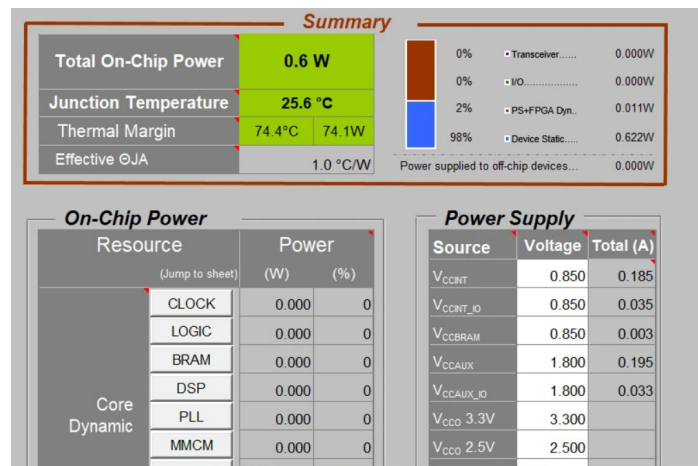 Summary
Total On-Chip Power 0.6 W
Junction Temperature 25.6 °C
Thermal Margin 74.4°C 74.1W
Effective ΘJA 1.0 °C/W
0% Transceiver...... 0.000W
0% I/O.................. 0.000W
2% PS+FPGA Dyn.. 0.011W
98% Device Static..... 0.622W
Power supplied to off-chip devices... 0.000W
On-Chip Power
Resource Power
(Jump to sheet) (W) (%)
Core Dynamic
CLOCK 0.000 0
LOGIC 0.000 0
BRAM 0.000 0
DSP 0.000 0
PLL 0.000 0
MMCM 0.000 0
Power Supply
Source Voltage Total (A)
VCCINT 0.850 0.185
VCCINT_IO 0.850 0.035
VCCBRAM 0.850 0.003
VCCAUX 1.800 0.195
VCCAUX_IO 1.800 0.033
VCCO 3.3V 3.300
VCCO 2.5V 2.500